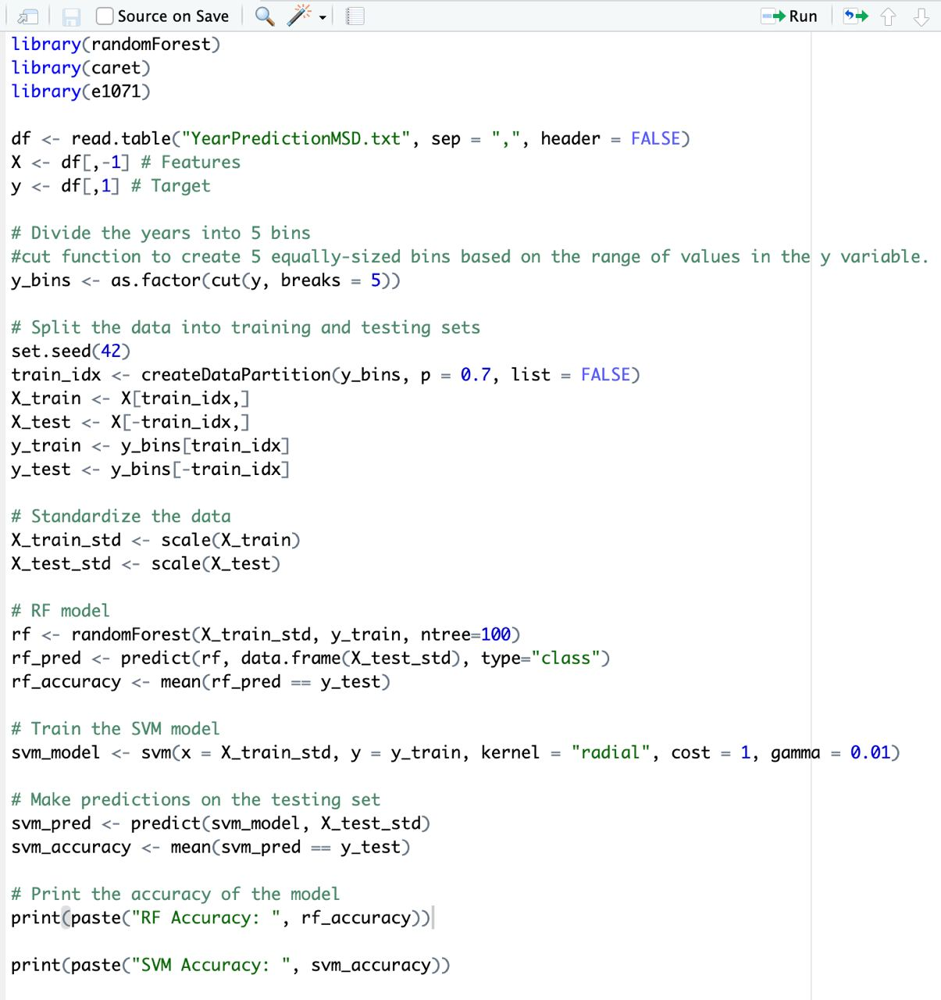 Source on Save
Run
library(randomForest)
library(caret)
library(e1071)
df <- read.table("YearPredictionMSD.txt", sep = ",", header = FALSE)
X <- df[,-1] # Features
y <- df[,1] # Target
# Divide the years into 5 bins
#cut function to create 5 equally-sized bins based on the range of values in the y variable.
y_bins <- as.factor(cut(y, breaks = 5))
# Split the data into training and testing sets
set.seed(42)
train_idx <- createDataPartition(y_bins, p = 0.7, list = FALSE)
X_train <- X[train_idx,]
X_test <- X[-train_idx,]
y_train <- y_bins[train_idx]
y_test <- y_bins[-train_idx]
# Standardize the data
X_train_std <- scale(X_train)
X_test_std <- scale(X_test)
# RF model
rf <- randomForest(X_train_std, y_train, ntree=100)
rf_pred <- predict(rf, data.frame(X_test_std), type="class")
rf_accuracy <- mean(rf_pred == y_test)
# Train the SVM model
svm_model <- svm(x = X_train_std, y = y_train, kernel = "radial", cost = 1, gamma = 0.01)
# Make predictions on the testing set
svm_pred <- predict(svm_model, X_test_std)
svm_accuracy <- mean(svm_pred == y_test)
# Print the accuracy of the model
print(paste("RF Accuracy: ", rf_accuracy))
print(paste("SVM Accuracy: ", svm_accuracy))